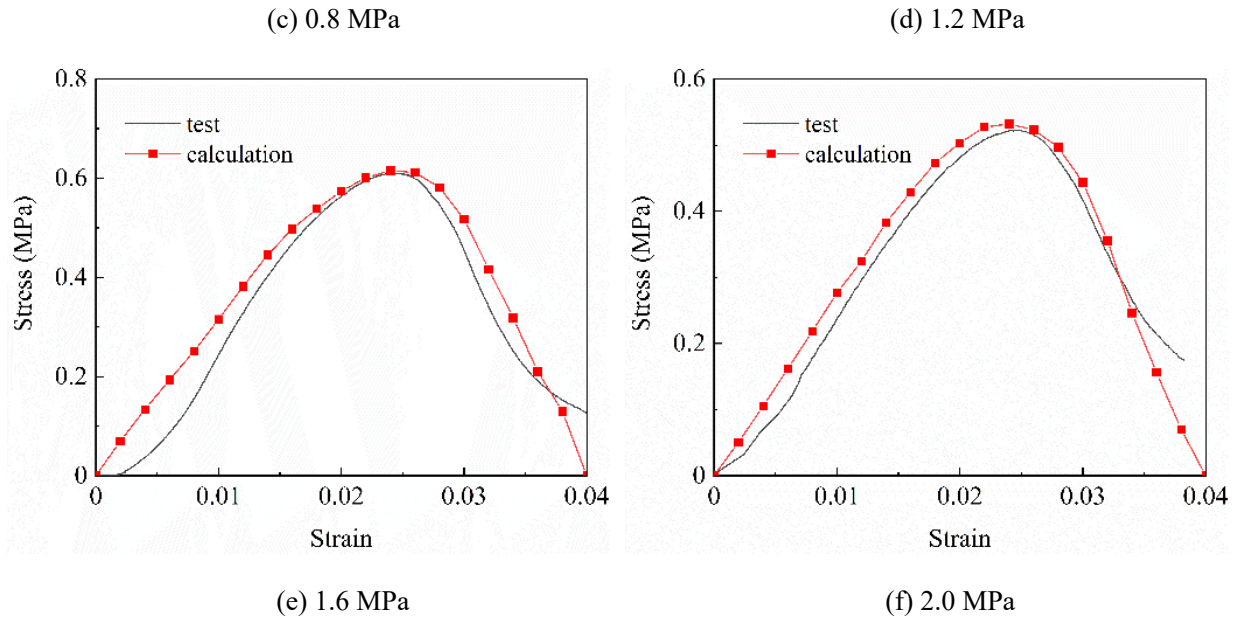 (c) 0.8 MPa
(d) 1.2 MPa
0.8
0.6
0.4
0.2
0
test
calculation
Stress (MPa)
0
0.01
0.02
0.03
0.04
Strain
0.6
0.4
0.2
0
test
calculation
Stress (MPa)
0
0.01
0.02
0.03
0.04
Strain
(e) 1.6 MPa
(f) 2.0 MPa